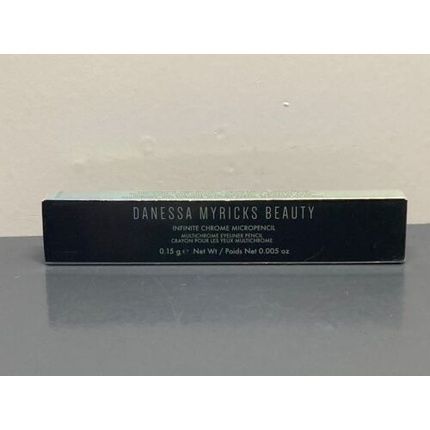 DANESSA MYRICKS BEAUTY
INFINITE CHROME MICROPENCIL
MULTICHROME EYELINER PENCIL
CRAYON POUR LES YEUX MULTICHROME
0.15 g℮ Net Wt / Poids Net 0.005 oz